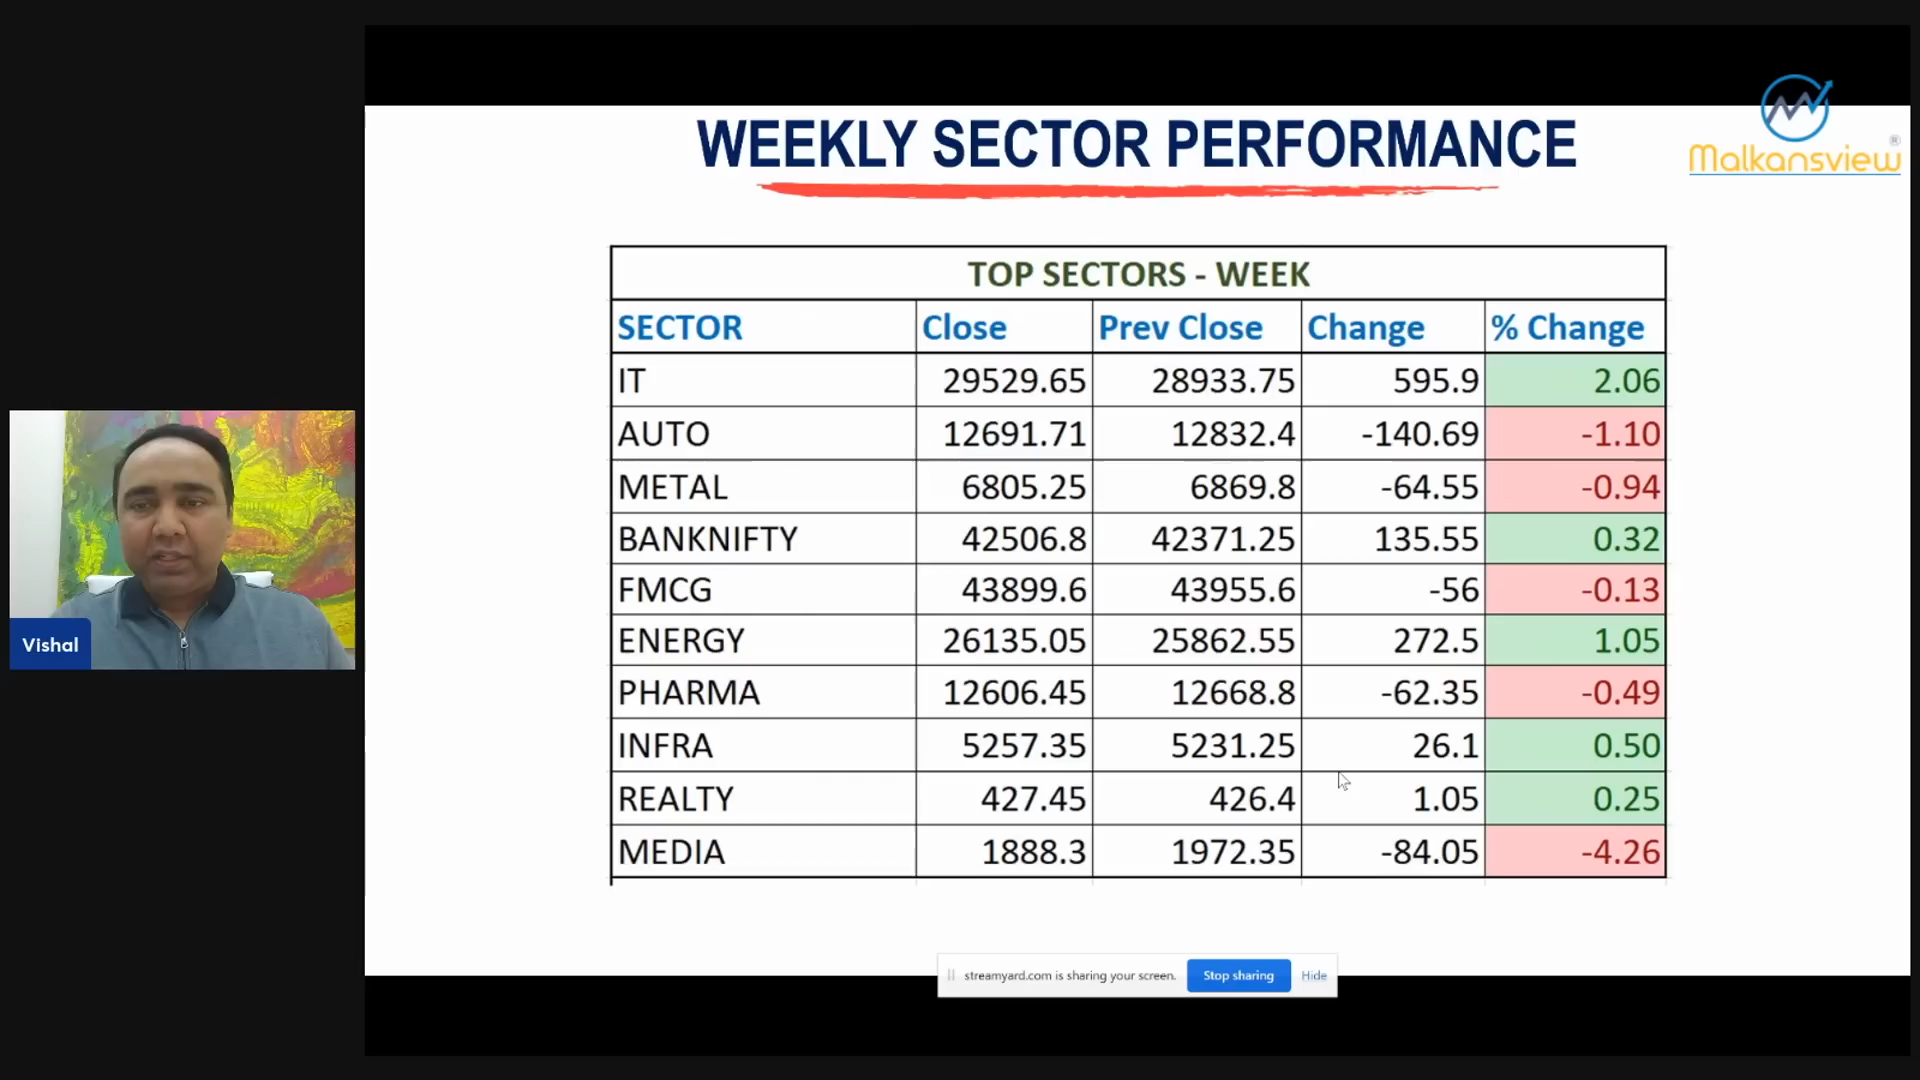 WEEKLY SECTOR PERFORMANCE
Malkansview®
TOP SECTORS - WEEK
SECTOR Close Prev Close Change % Change
IT 29529.65 28933.75 595.9 2.06
AUTO 12691.71 12832.4 -140.69 -1.10
METAL 6805.25 6869.8 -64.55 -0.94
BANKNIFTY 42506.8 42371.25 135.55 0.32
FMCG 43899.6 43955.6 -56 -0.13
ENERGY 26135.05 25862.55 272.5 1.05
PHARMA 12606.45 12668.8 -62.35 -0.49
INFRA 5257.35 5231.25 26.1 0.50
REALTY 427.45 426.4 1.05 0.25
MEDIA 1888.3 1972.35 -84.05 -4.26
Vishal
streamyard.com is sharing your screen. Stop sharing Hide